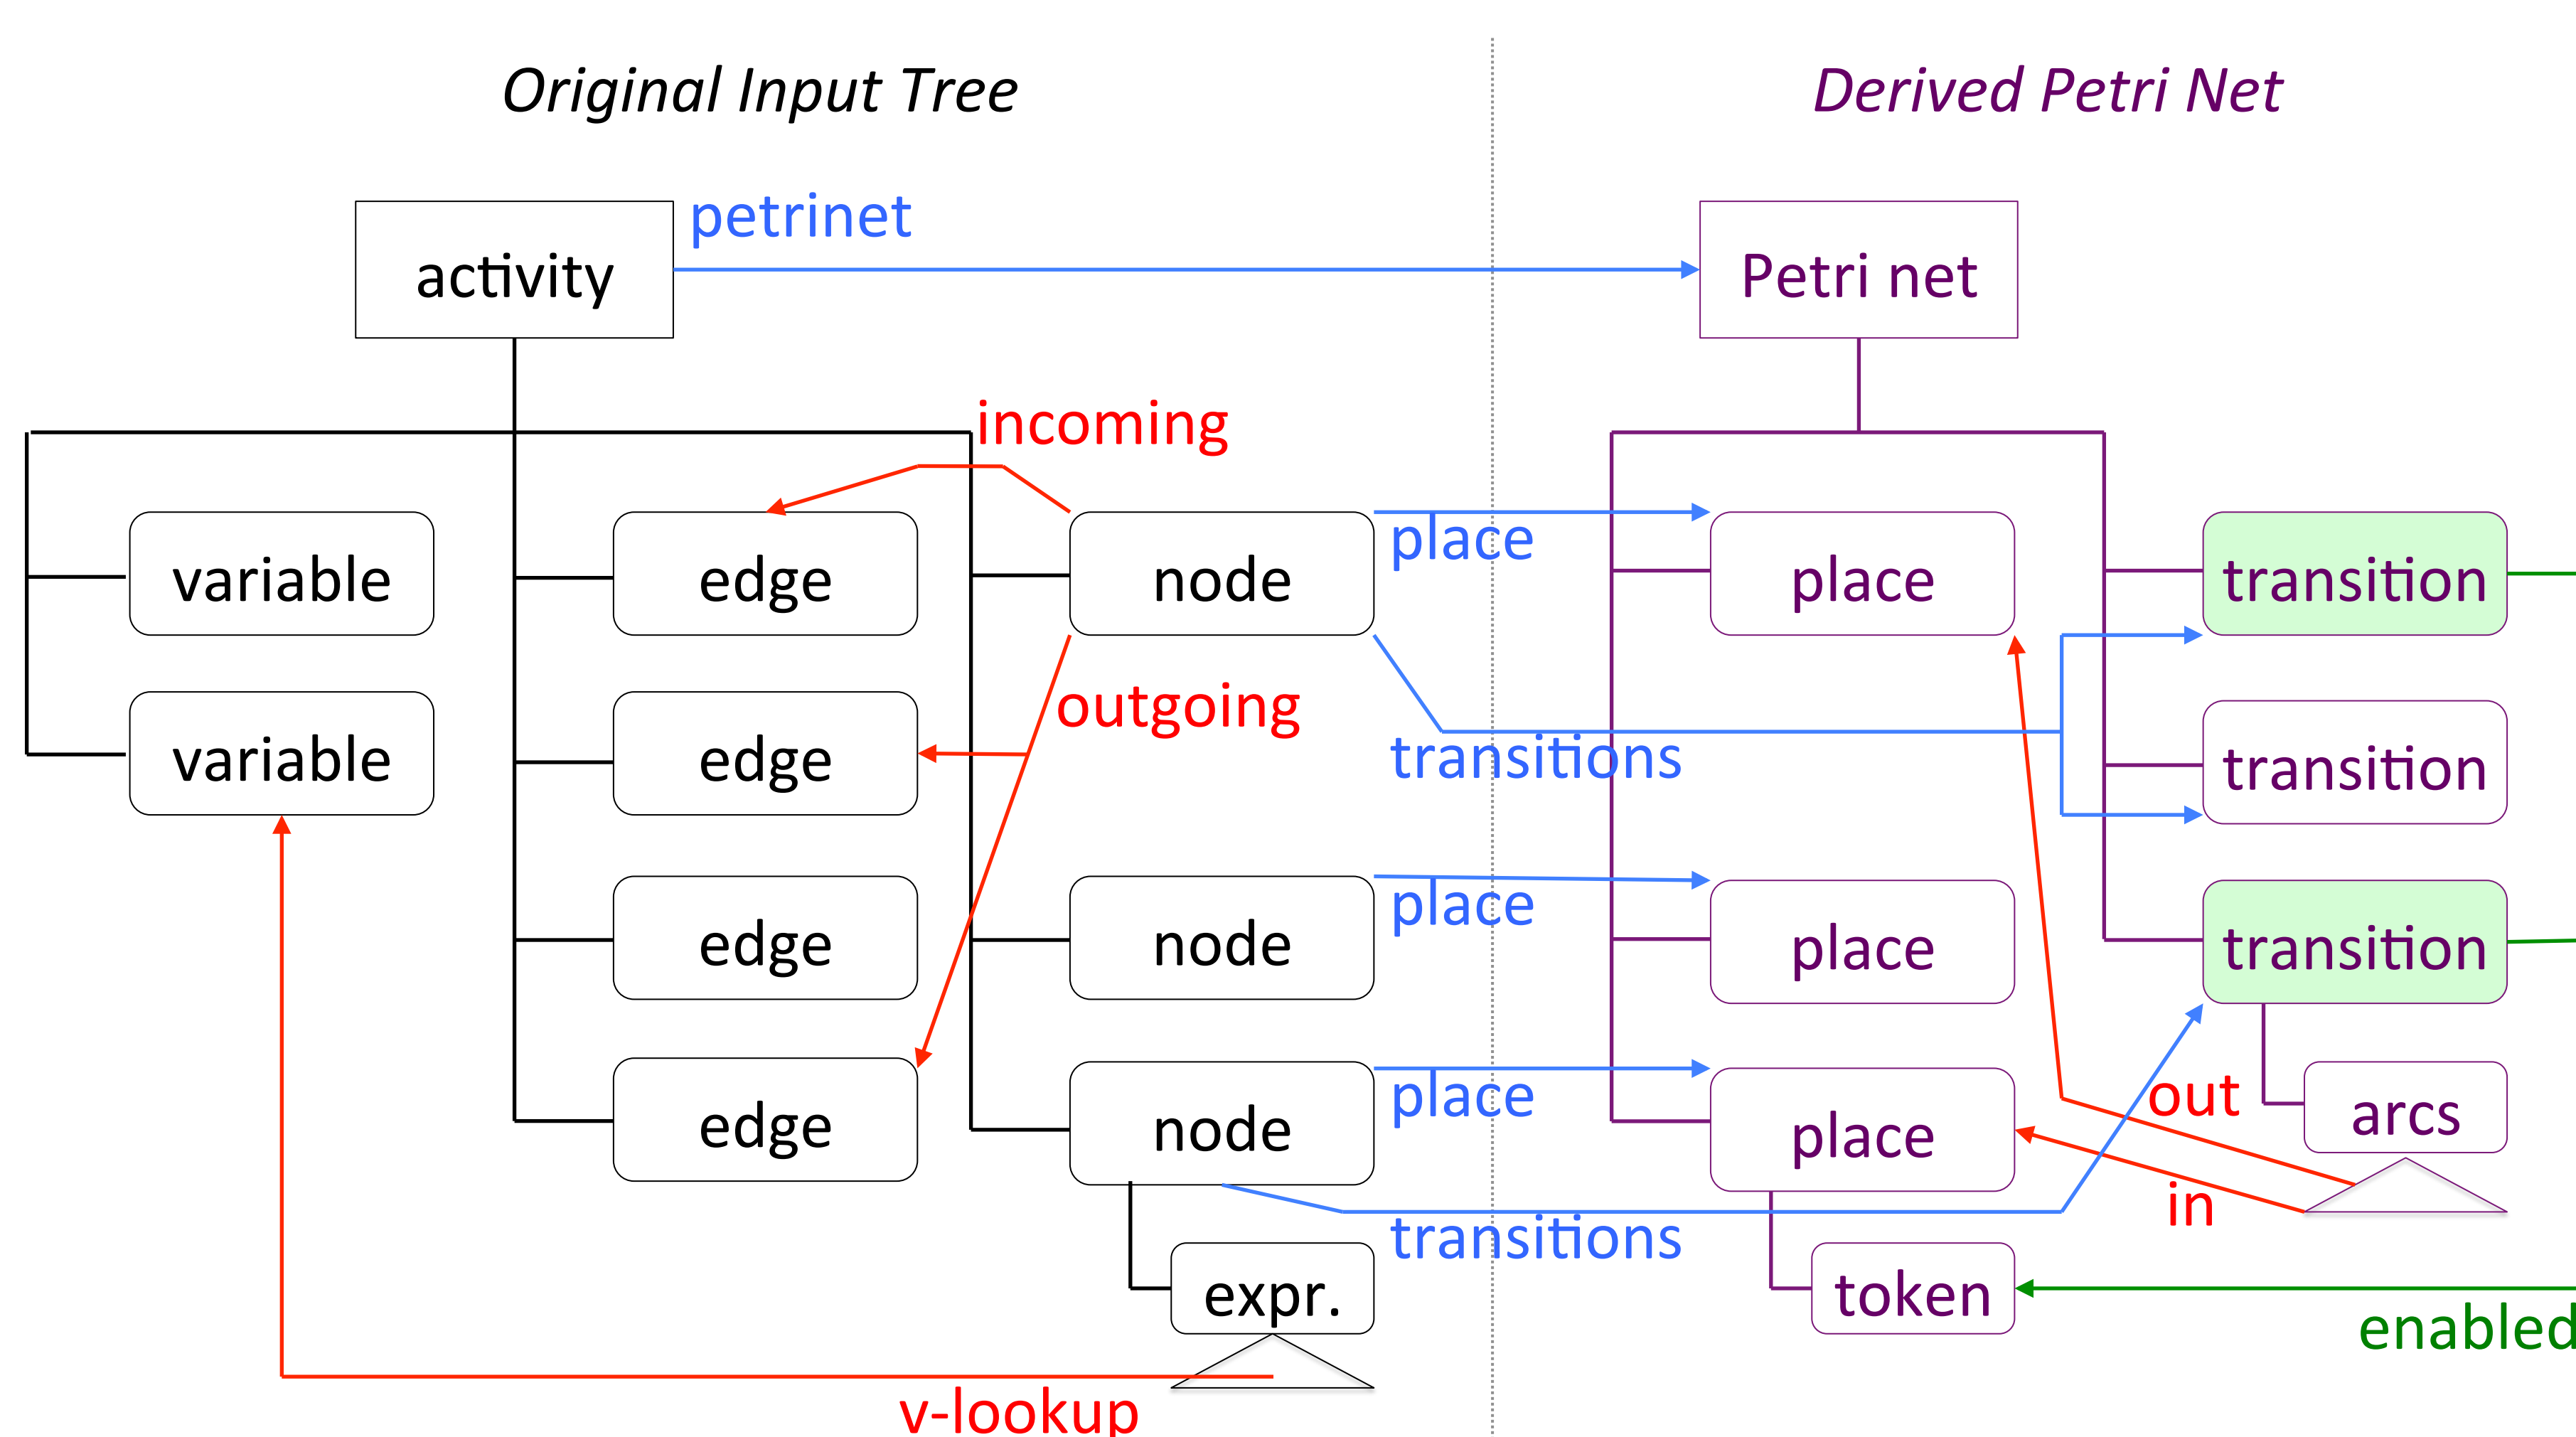 Original Input Tree
Derived Petri Net
petrinet
activity
Petri net
incoming
variable
edge
node
place
place
transition
outgoing
variable
edge
transitions
transition
edge
node
place
place
transition
edge
node
place
place
out
arcs
in
transitions
expr.
token
enabled
v-lookup